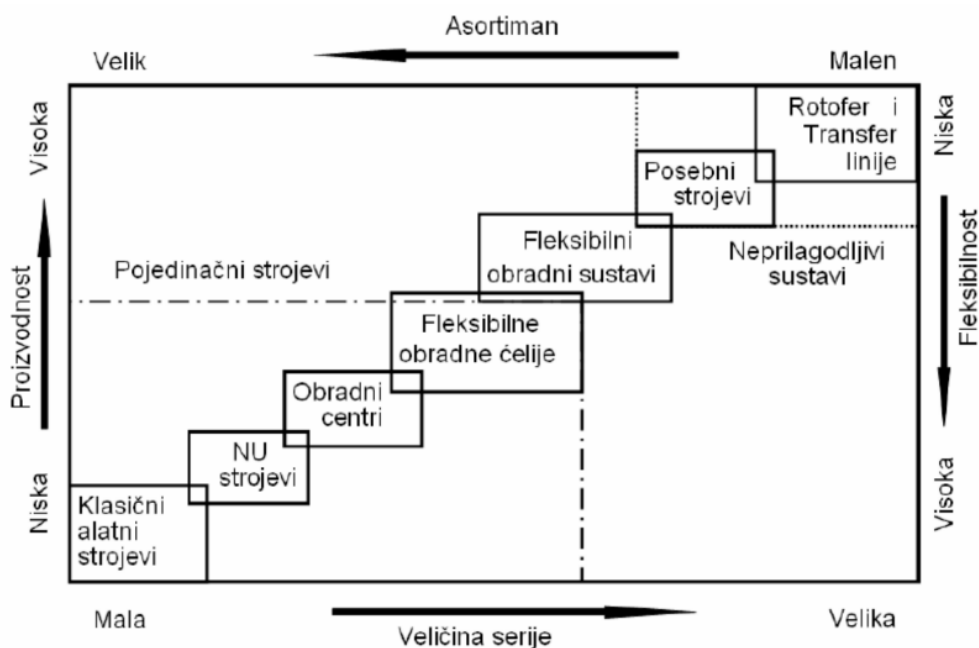 Asortiman
Velik
Malen
Visoka
Proizvodnost
Niska
Niska
Fleksibilnost
Visoka
Rotofer i
Transfer
linije
Posebni
strojevi
Neprilagodljivi
sustavi
Fleksibilni
obradni sustavi
Pojedinačni strojevi
Fleksibilne
obradne ćelije
Obradni
centri
NU
strojevi
Klasični
alatni
strojevi
Mala
Velika
Veličina serije